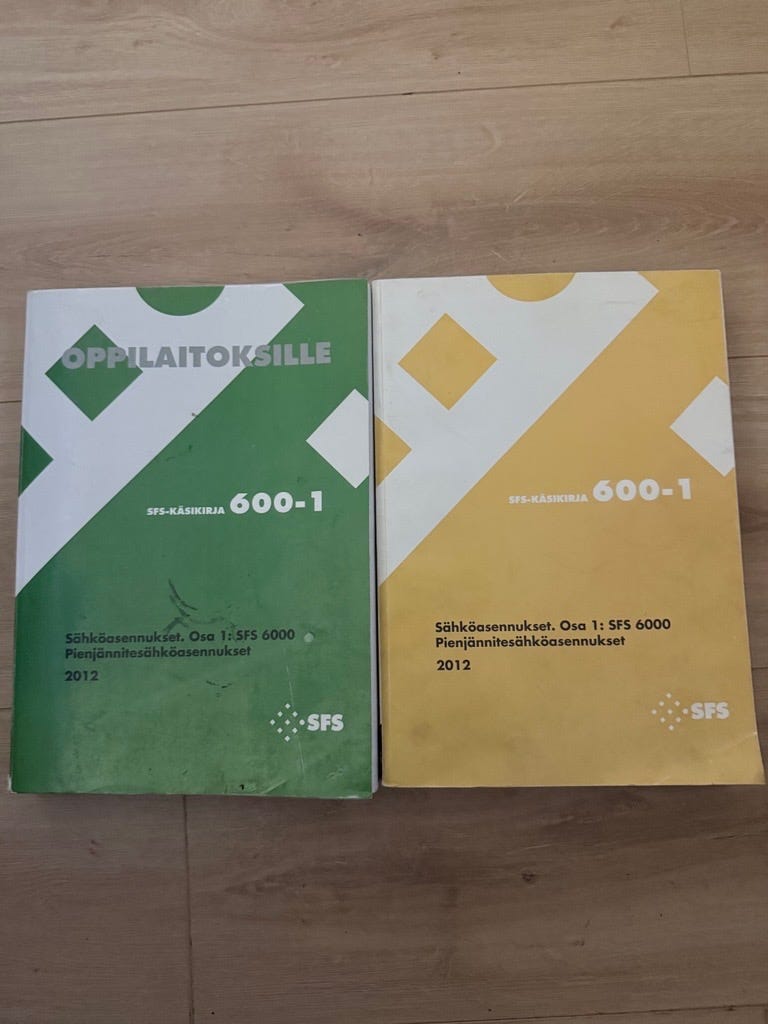 OPPILAITOKSILLE
SFS-KÄSIKIRJA 600-1
Sähköasennukset. Osa 1: SFS 6000
Pienjännitesähköasennukset
2012
SFS
SFS-KÄSIKIRJA 600-1
Sähköasennukset. Osa 1: SFS 6000
Pienjännitesähköasennukset
2012
SFS